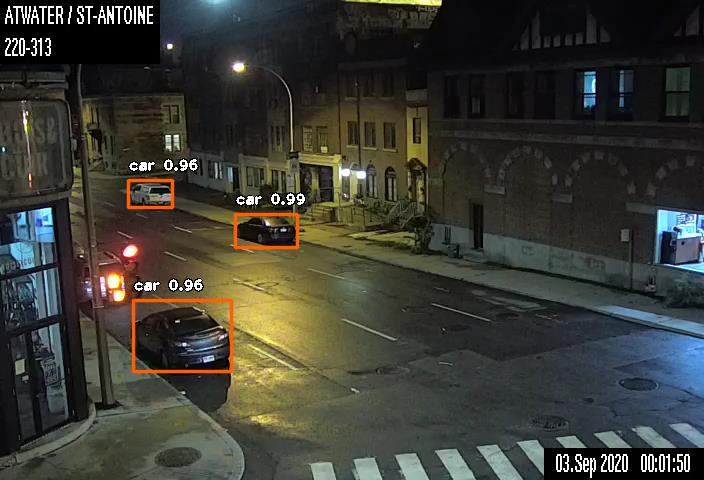 ATWATER / ST-ANTOINE
220-313
car 0.96
car 0.99
car 0.96
03.Sep 2020 00:01:50